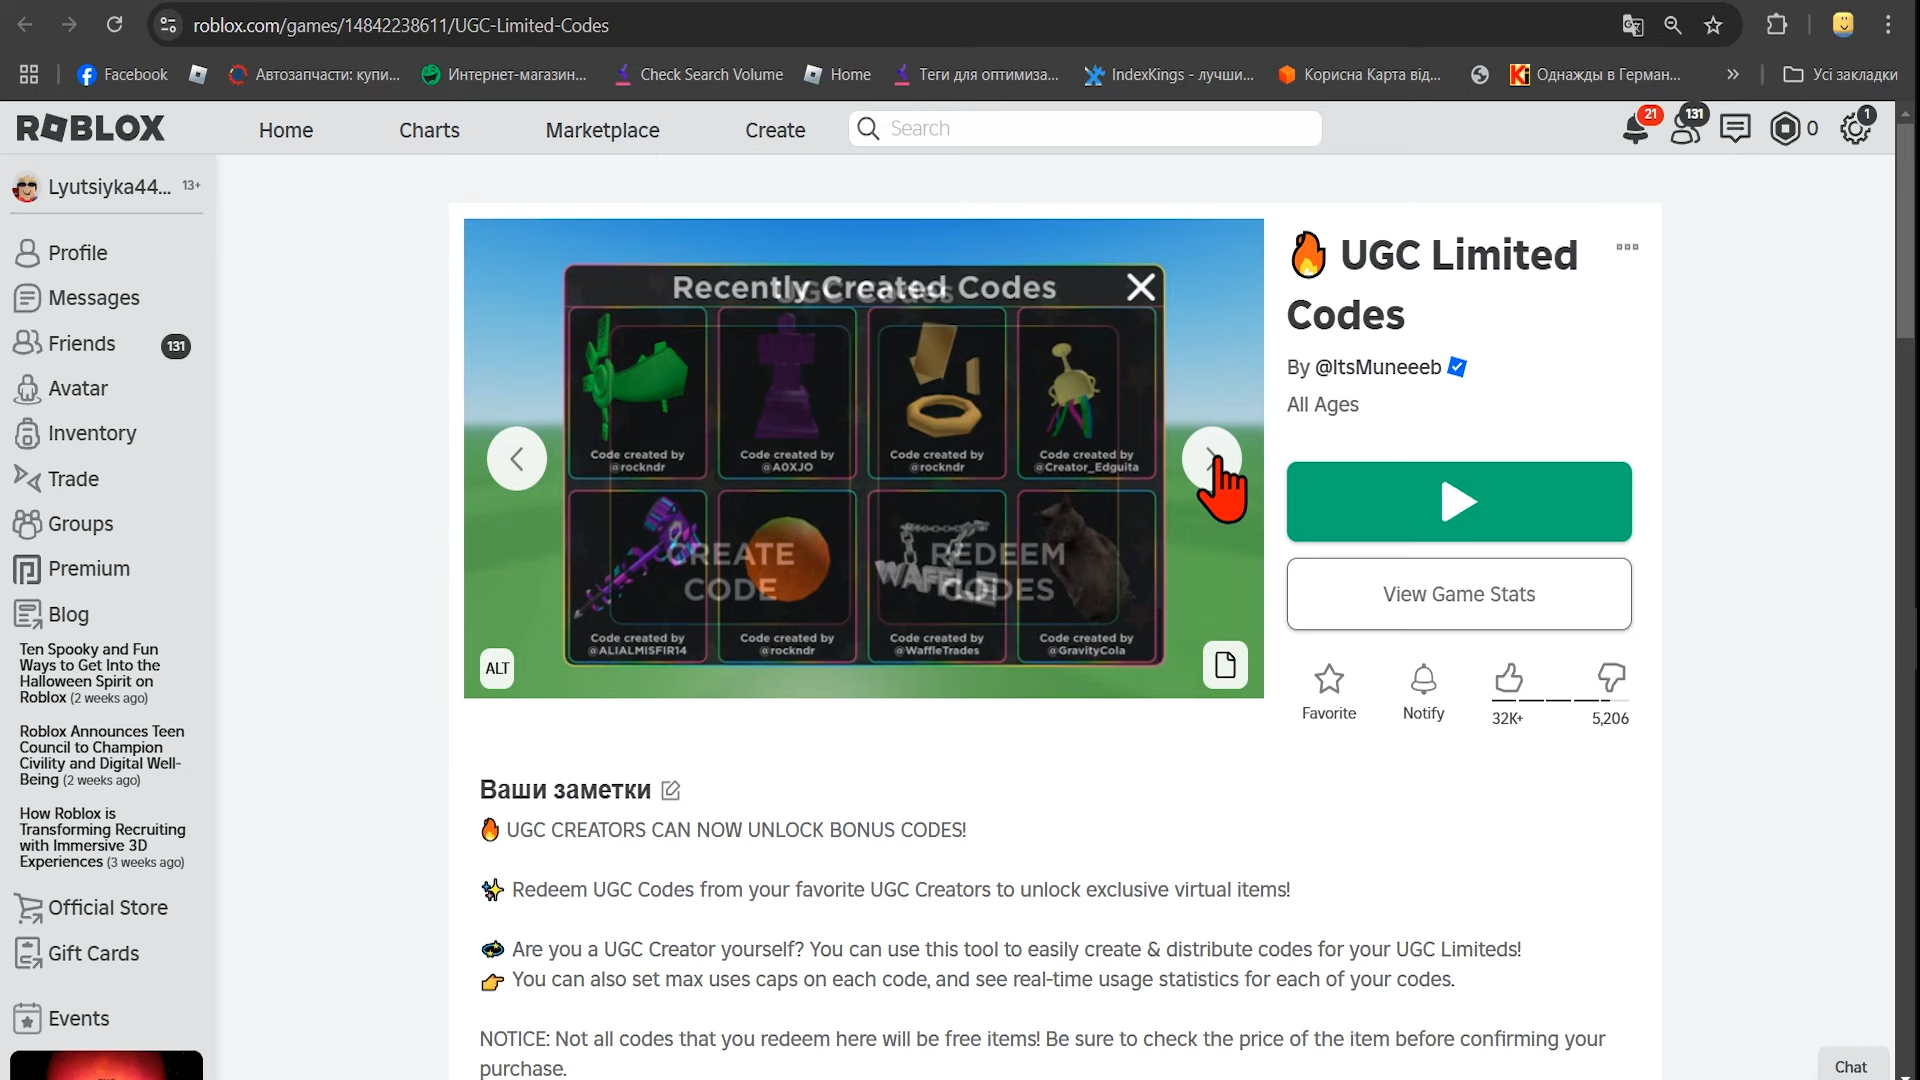 roblox.com/games/14842238611/UGC-Limited-Codes
Facebook
Автозапчасти: купи...
Интернет-магазин...
Check Search Volume
Home
Теги для оптимиза...
IndexKings - лучши...
Корисна Карта від...
Однажды в Герман...
»
Усі закладки
ROBLOX
Home
Charts
Marketplace
Create
Search
21
131
0
1
Lyutsiyka44... 13+
Profile
Messages
Friends 131
Avatar
Inventory
Trade
Groups
Premium
Blog
Ten Spooky and Fun
Ways to Get Into the
Halloween Spirit on
Roblox (2 weeks ago)
Roblox Announces Teen
Council to Champion
Civility and Digital Well-
Being (2 weeks ago)
How Roblox is
Transforming Recruiting
with Immersive 3D
Experiences (3 weeks ago)
Official Store
Gift Cards
Events
Recently Created Codes
UGC Codes
Code created by
@rockndr
Code created by
@A0XJO
Code created by
@rockndr
Code created by
@Creator_Edguita
CREATE
CODE
REDEEM
CODES
Code created by
@ALIALMISFIR14
Code created by
@rockndr
Code created by
@WaffleTrades
Code created by
@GravityCola
ALT
🔥 UGC Limited
Codes
By @ItsMuneeeb
All Ages
View Game Stats
Favorite
Notify
32K+
5,206
Ваши заметки
🔥 UGC CREATORS CAN NOW UNLOCK BONUS CODES!
✨ Redeem UGC Codes from your favorite UGC Creators to unlock exclusive virtual items!
💫 Are you a UGC Creator yourself? You can use this tool to easily create & distribute codes for your UGC Limiteds!
👉 You can also set max uses caps on each code, and see real-time usage statistics for each of your codes.
NOTICE: Not all codes that you redeem here will be free items! Be sure to check the price of the item before confirming your
purchase.
Chat